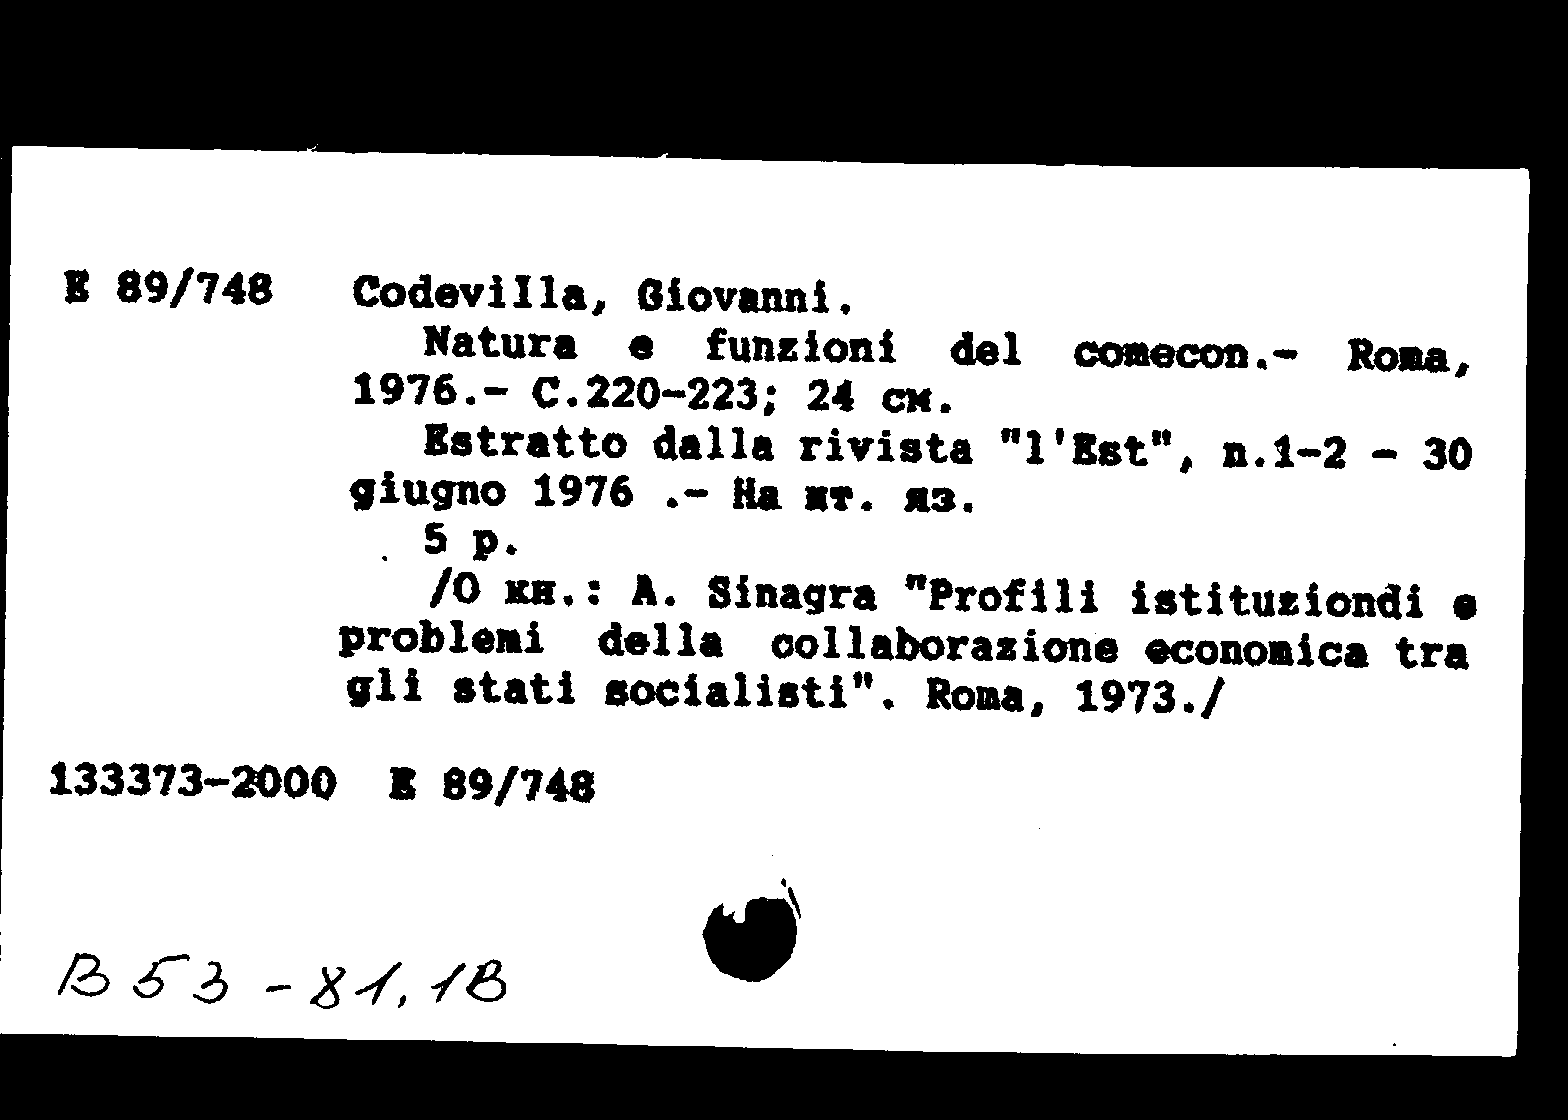 E 89/748 Codevilla, Giovanni.
Natura e funzioni del comecon.- Roma,
1976.- С.220-223; 24 см.
Estratto dalla rivista "l'Est", n.1-2 - 30
giugno 1976 .- На ит. яз.
5 р.
/О кн.: A. Sinagra "Profili istituziondi e
problemi della collaborazione economica tra
gli stati socialisti". Roma, 1973./
133373-2000 E 89/748
В 53 - 81, 1В